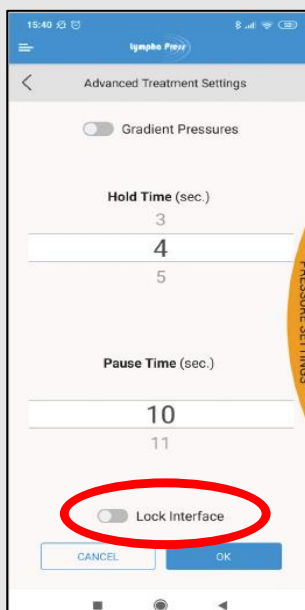 15:40
lympha Press
Advanced Treatment Settings
Gradient Pressures
Hold Time (sec.)
3
4
5
PRESSURE SETTINGS
Pause Time (sec.)
10
11
Lock Interface
CANCEL
OK